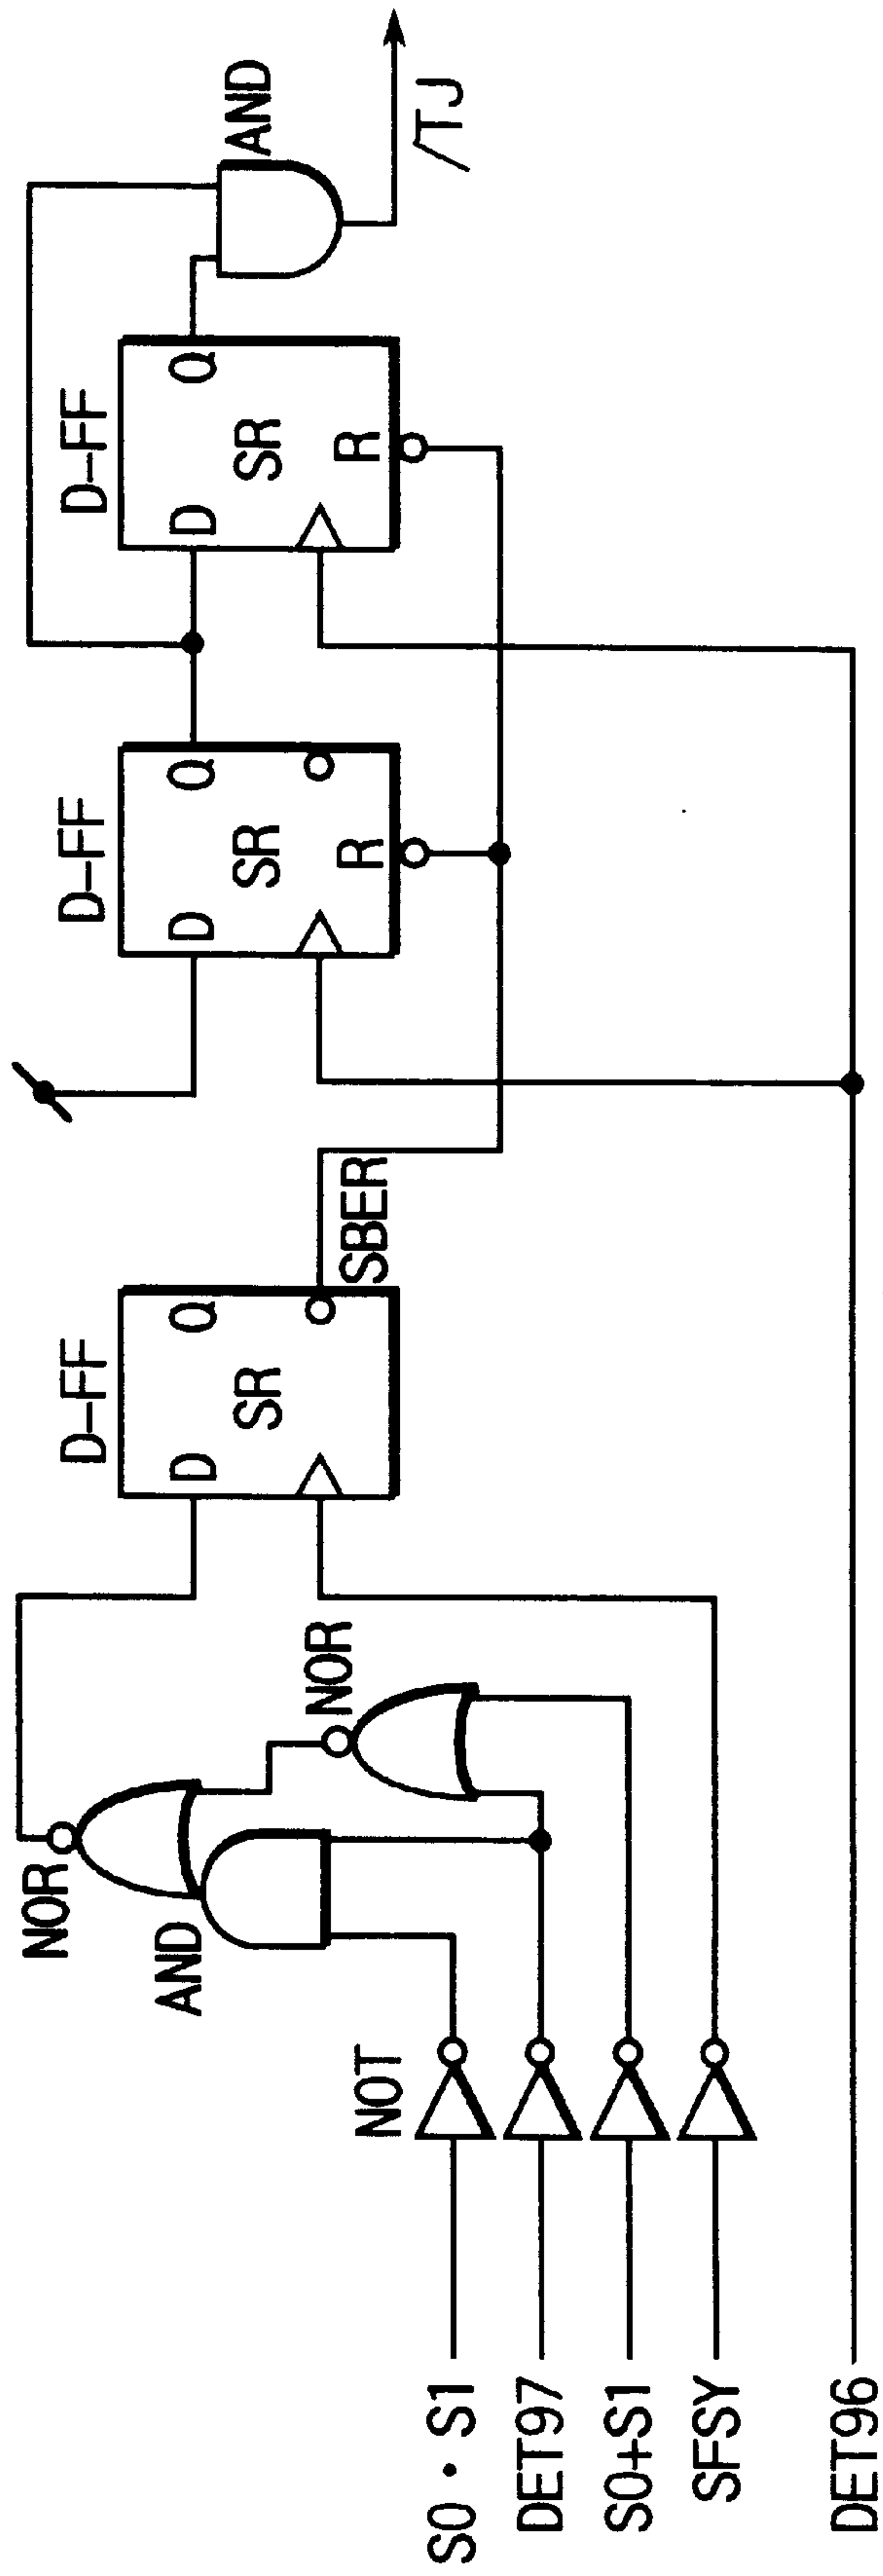 S0 · S1
DET97
S0+S1
SFSY
DET96
NOT
AND
NOR
NOR
D-FF
D
Q
SR
SBER
D-FF
D
Q
SR
R
D-FF
D
Q
SR
R
AND
/TJ